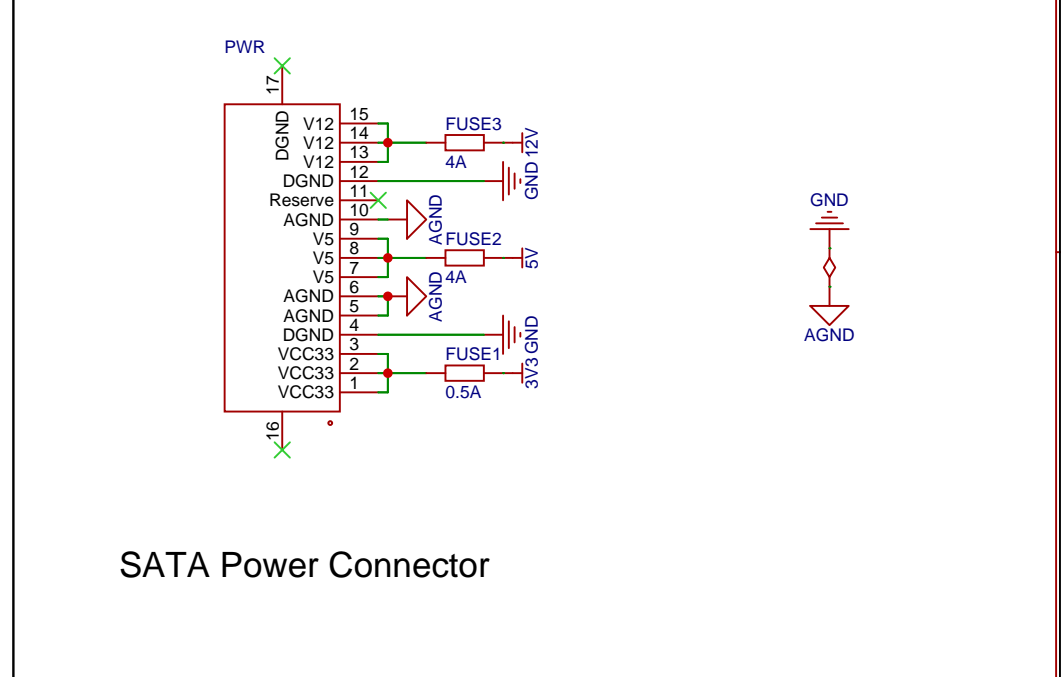 PWR
17
DGND
V12 15
V12 14 FUSE3 12V
V12 13 4A
DGND 12 GND
Reserve 11
AGND 10 AGND
V5 9 FUSE2
V5 8 5V
V5 7 4A
AGND 6 AGND
AGND 5
DGND 4 GND
VCC33 3 FUSE1
VCC33 2 3V3
VCC33 1 0.5A
16
GND
AGND
SATA Power Connector